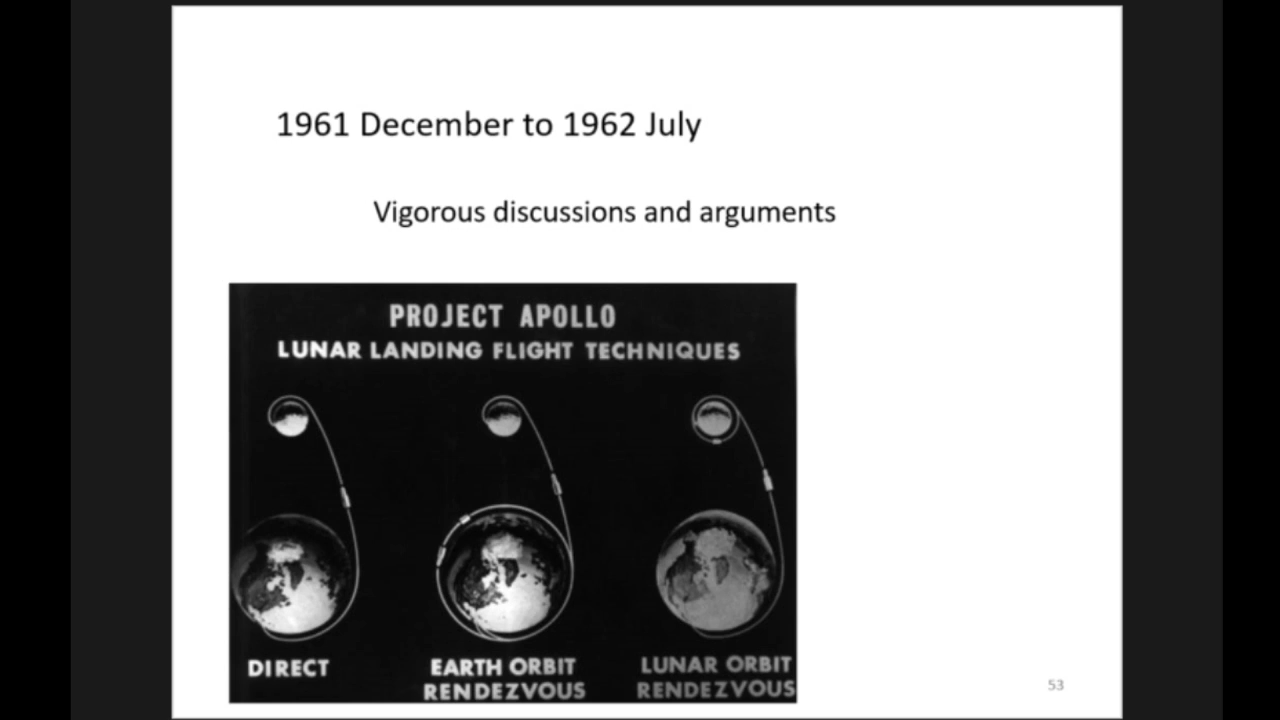 1961 December to 1962 July
Vigorous discussions and arguments
PROJECT APOLLO
LUNAR LANDING FLIGHT TECHNIQUES
DIRECT
EARTH ORBIT
RENDEZVOUS
LUNAR ORBIT
RENDEZVOUS
53